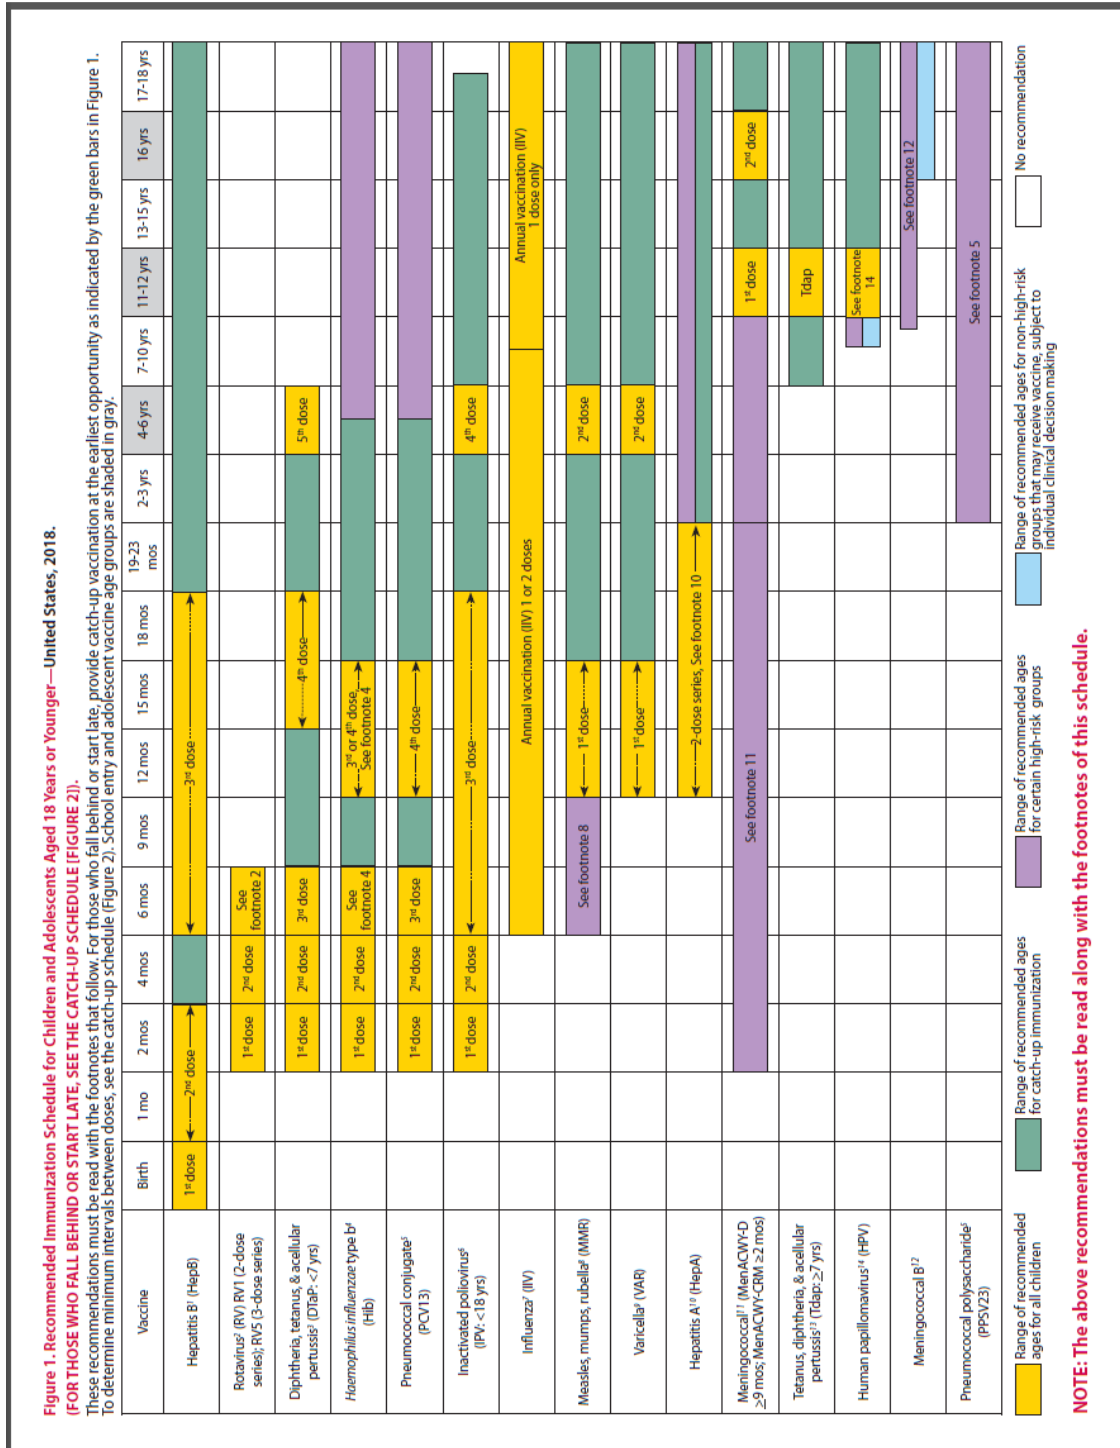 Figure 1. Recommended Immunization Schedule for Children and Adolescents Aged 18 Years or Younger—United States, 2018.
(FOR THOSE WHO FALL BEHIND OR START LATE, SEE THE CATCH-UP SCHEDULE [FIGURE 2]).
These recommendations must be read with the footnotes that follow. For those who fall behind or start late, provide catch-up vaccination at the earliest opportunity as indicated by the green bars in Figure 1.
To determine minimum intervals between doses, see the catch-up schedule (Figure 2). School entry and adolescent vaccine age groups are shaded in gray.
Vaccine Birth 1 mo 2 mos 4 mos 6 mos 9 mos 12 mos 15 mos 18 mos 19-23 mos 2-3 yrs 4-6 yrs 7-10 yrs 11-12 yrs 13-15 yrs 16 yrs 17-18 yrs
Hepatitis B¹ (HepB) 1ˢᵗ dose 2ⁿᵈ dose 3ʳᵈ dose
Rotavirus² (RV) RV1 (2-dose
series); RV5 (3-dose series) 1ˢᵗ dose 2ⁿᵈ dose See footnote 2
Diphtheria, tetanus, & acellular
pertussis³ (DTaP: <7 yrs) 1ˢᵗ dose 2ⁿᵈ dose 3ʳᵈ dose 4ᵗʰ dose 5ᵗʰ dose
Haemophilus influenzae type b⁴
(Hib) 1ˢᵗ dose 2ⁿᵈ dose See footnote 4 3ʳᵈ or 4ᵗʰ dose, See footnote 4
Pneumococcal conjugate⁵
(PCV13) 1ˢᵗ dose 2ⁿᵈ dose 3ʳᵈ dose 4ᵗʰ dose
Inactivated poliovirus⁶
(IPV: <18 yrs) 1ˢᵗ dose 2ⁿᵈ dose 3ʳᵈ dose 4ᵗʰ dose
Influenza⁷ (IIV) Annual vaccination (IIV) 1 or 2 doses Annual vaccination (IIV) 1 dose only
Measles, mumps, rubella⁸ (MMR) See footnote 8 1ˢᵗ dose 2ⁿᵈ dose
Varicella⁹ (VAR) 1ˢᵗ dose 2ⁿᵈ dose
Hepatitis A¹⁰ (HepA) 2-dose series, See footnote 10
Meningococcal¹¹ (MenACWY-D
≥9 mos; MenACWY-CRM ≥2 mos) See footnote 11 1ˢᵗ dose 2ⁿᵈ dose
Tetanus, diphtheria, & acellular
pertussis¹³ (Tdap: ≥7 yrs) Tdap
Human papillomavirus¹⁴ (HPV) See footnote 14
Meningococcal B¹² See footnote 12
Pneumococcal polysaccharide⁵
(PPSV23) See footnote 5
Range of recommended
ages for all children
Range of recommended ages
for catch-up immunization
Range of recommended ages
for certain high-risk groups
Range of recommended ages for non-high-risk
groups that may receive vaccine, subject to
individual clinical decision making
No recommendation
NOTE: The above recommendations must be read along with the footnotes of this schedule.